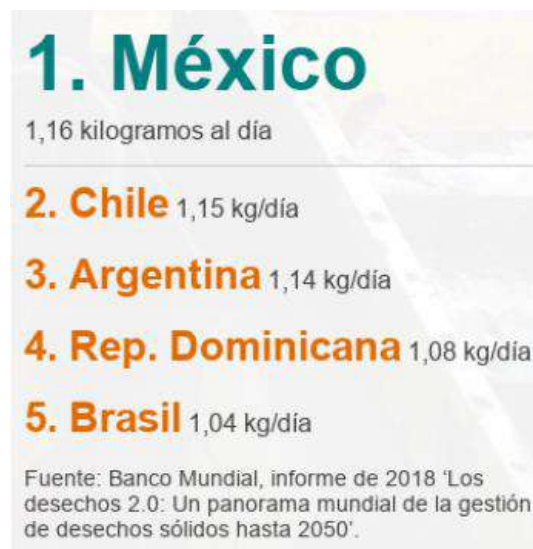 1. México
1,16 kilogramos al día
2. Chile 1,15 kg/día
3. Argentina 1,14 kg/día
4. Rep. Dominicana 1,08 kg/día
5. Brasil 1,04 kg/día
Fuente: Banco Mundial, informe de 2018 ‘Los
desechos 2.0: Un panorama mundial de la gestión
de desechos sólidos hasta 2050’.